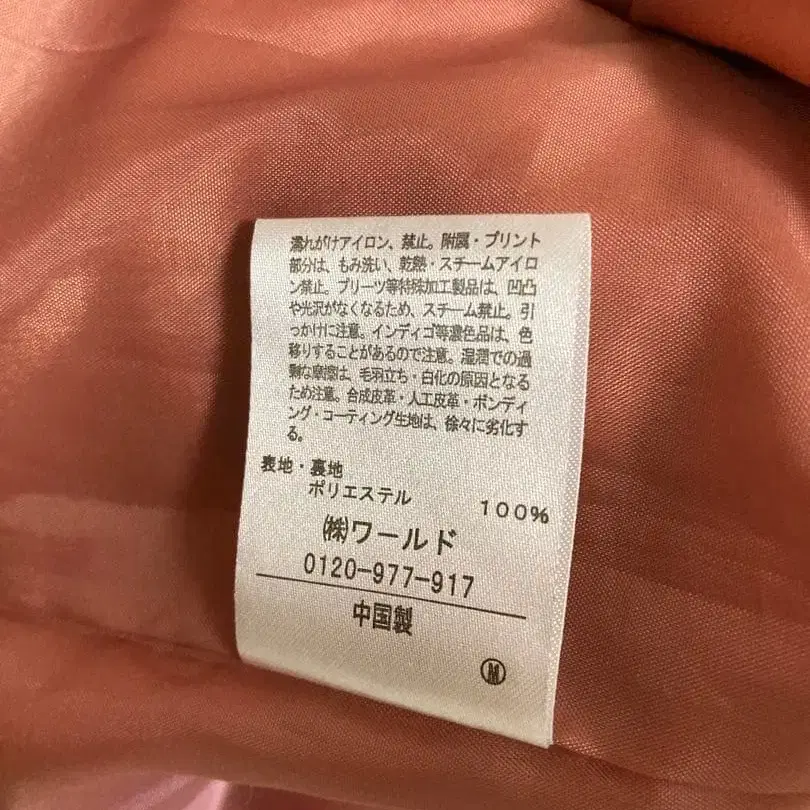 濡れがけアイロン、禁止。附属・プリント
部分は、もみ洗い、乾熱・スチームアイロ
ン禁止。プリーツ等特殊加工製品は、凹凸
や光沢がなくなるため、スチーム禁止。引
っかけに注意。インディゴ等濃色品は、色
移りすることがあるので注意。湿潤での過
剰な摩擦は、毛羽立ち・白化の原因となる
ため注意。合成皮革・人工皮革・ボンディ
ング・コーティング生地は、徐々に劣化す
る。
表地・裏地
ポリエステル 100%
㈱ワールド
0120-977-917
中国製
Ⓜ